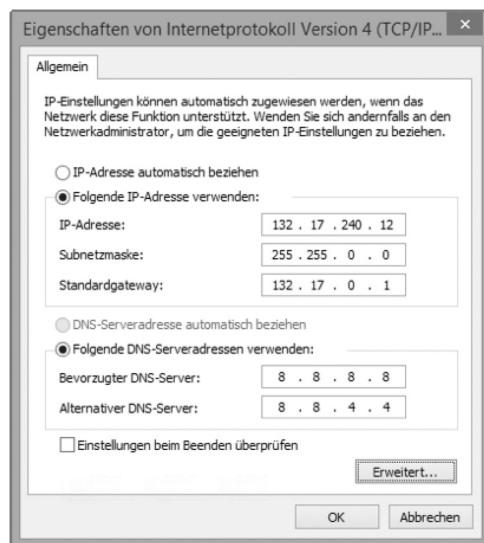 Eigenschaften von Internetprotokoll Version 4 (TCP/IP...
Allgemein
IP-Einstellungen können automatisch zugewiesen werden, wenn das
Netzwerk diese Funktion unterstützt. Wenden Sie sich andernfalls an den
Netzwerkadministrator, um die geeigneten IP-Einstellungen zu beziehen.
IP-Adresse automatisch beziehen
Folgende IP-Adresse verwenden:
IP-Adresse: 132 . 17 . 240 . 12
Subnetzmaske: 255 . 255 . 0 . 0
Standardgateway: 132 . 17 . 0 . 1
DNS-Serveradresse automatisch beziehen
Folgende DNS-Serveradressen verwenden:
Bevorzugter DNS-Server: 8 . 8 . 8 . 8
Alternativer DNS-Server: 8 . 8 . 4 . 4
Einstellungen beim Beenden überprüfen
Erweitert...
OK Abbrechen